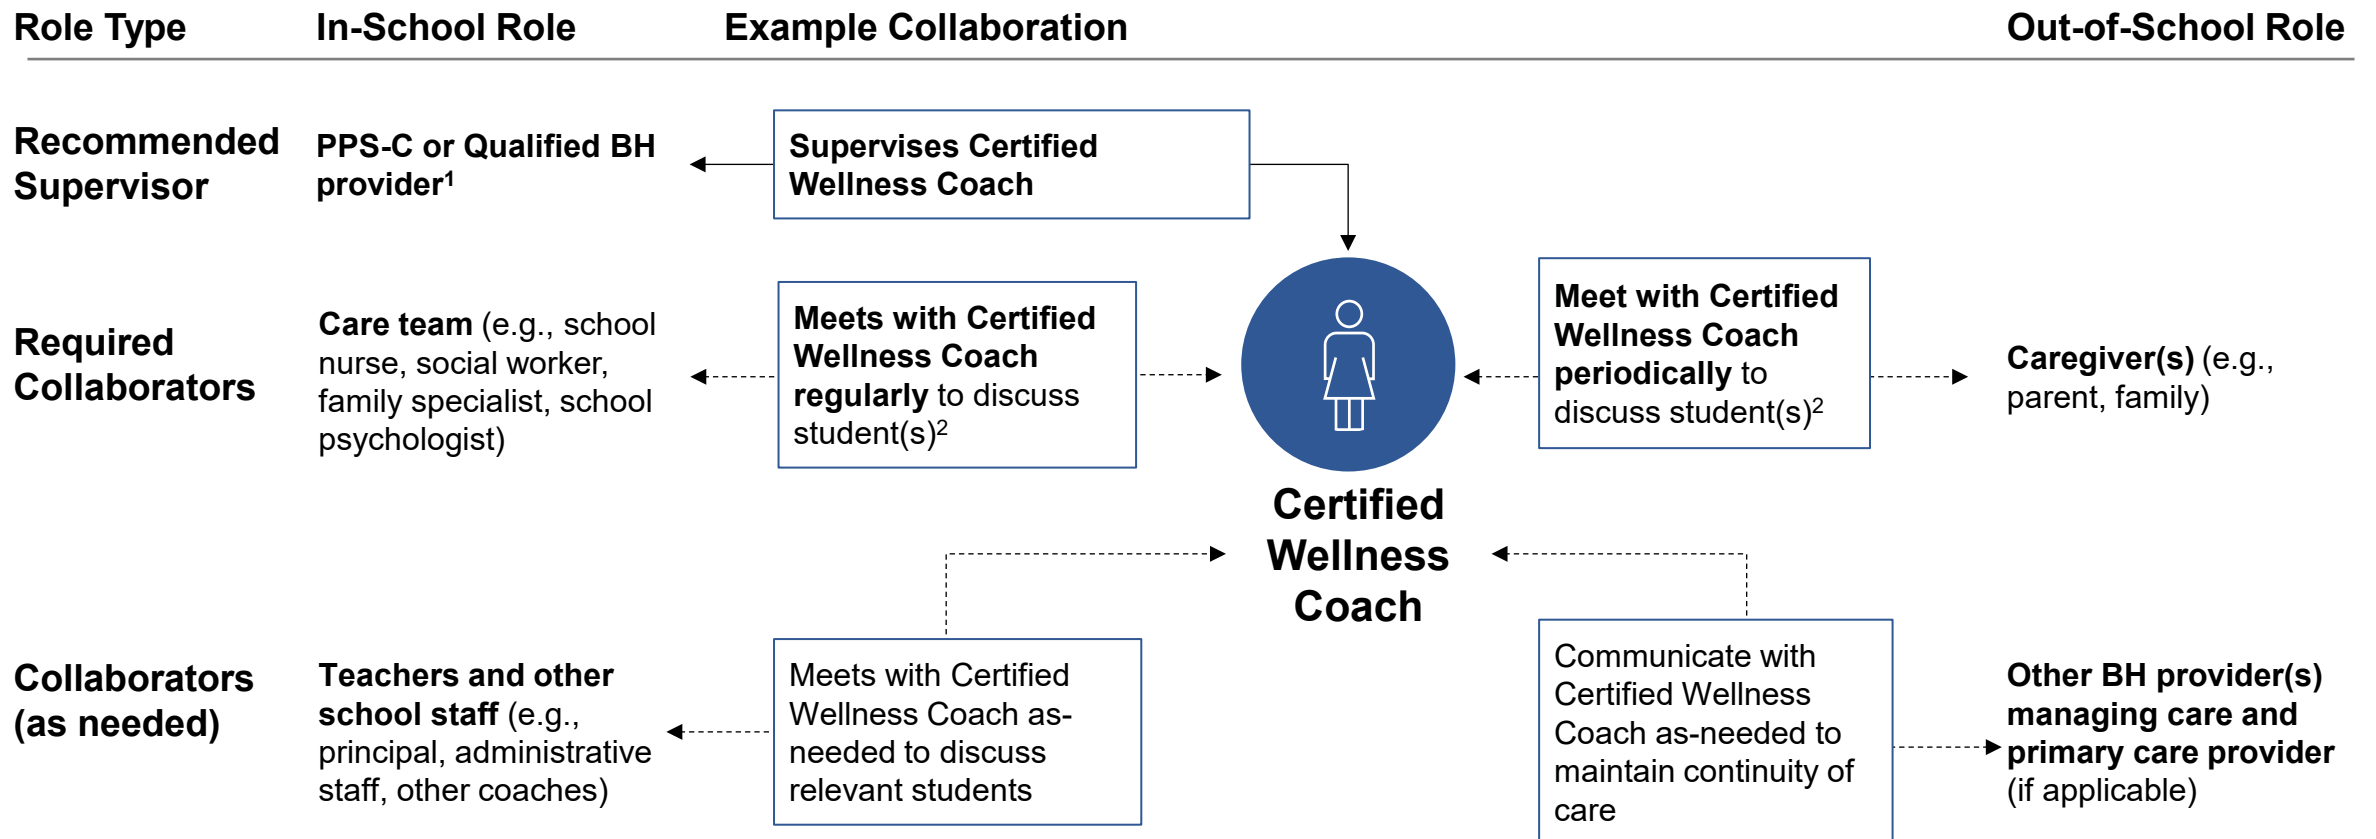 Role Type
In-School Role
Example Collaboration
Out-of-School Role
Recommended
Supervisor
PPS-C or Qualified BH
provider¹
Supervises Certified
Wellness Coach
Required
Collaborators
Care team (e.g., school
nurse, social worker,
family specialist, school
psychologist)
Meets with Certified
Wellness Coach
regularly to discuss
student(s)²
Certified
Wellness
Coach
Meet with Certified
Wellness Coach
periodically to
discuss student(s)²
Caregiver(s) (e.g.,
parent, family)
Collaborators
(as needed)
Teachers and other
school staff (e.g.,
principal, administrative
staff, other coaches)
Meets with Certified
Wellness Coach as-
needed to discuss
relevant students
Communicate with
Certified Wellness
Coach as-needed to
maintain continuity of
care
Other BH provider(s)
managing care and
primary care provider
(if applicable)